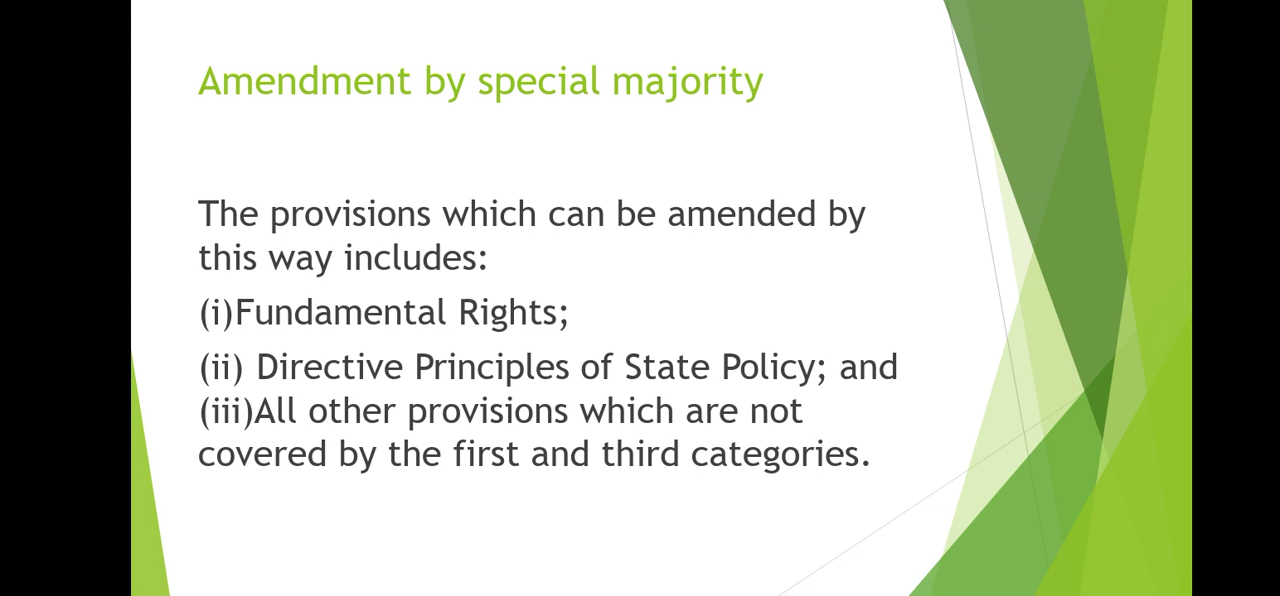 Amendment by special majority
The provisions which can be amended by
this way includes:
(i)Fundamental Rights;
(ii) Directive Principles of State Policy; and
(iii)All other provisions which are not
covered by the first and third categories.